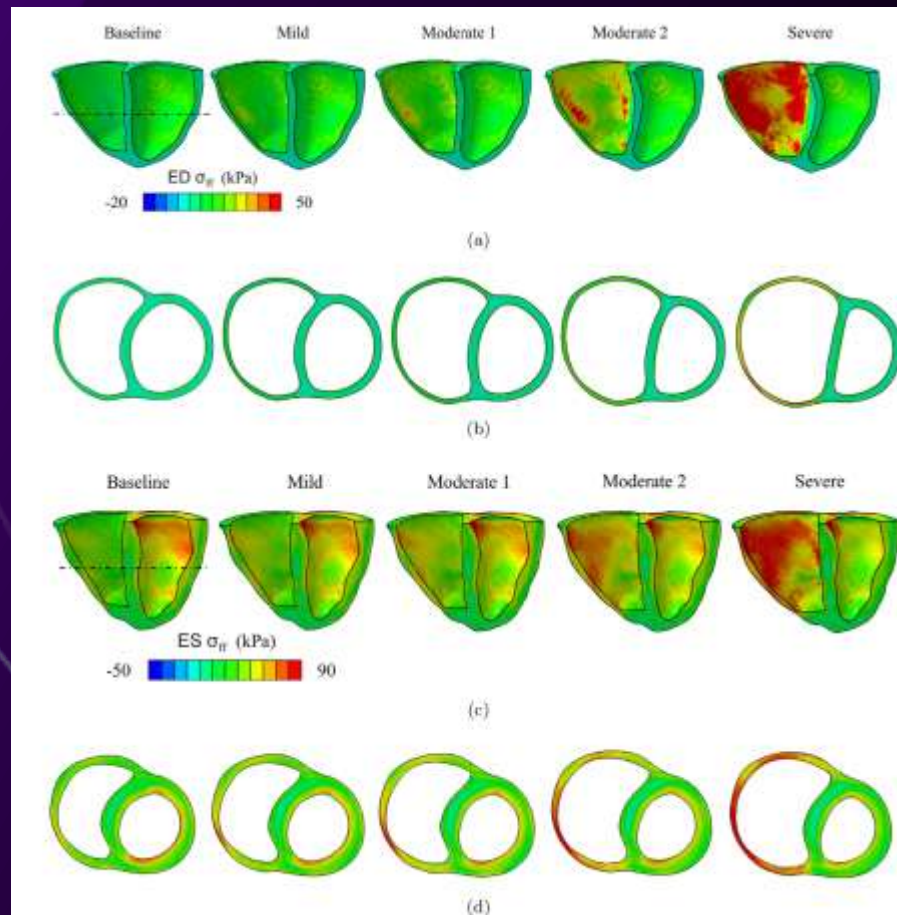 Baseline Mild Moderate 1 Moderate 2 Severe
ED σff (kPa)
-20 50
(a)
(b)
Baseline Mild Moderate 1 Moderate 2 Severe
ES σff (kPa)
-50 90
(c)
(d)